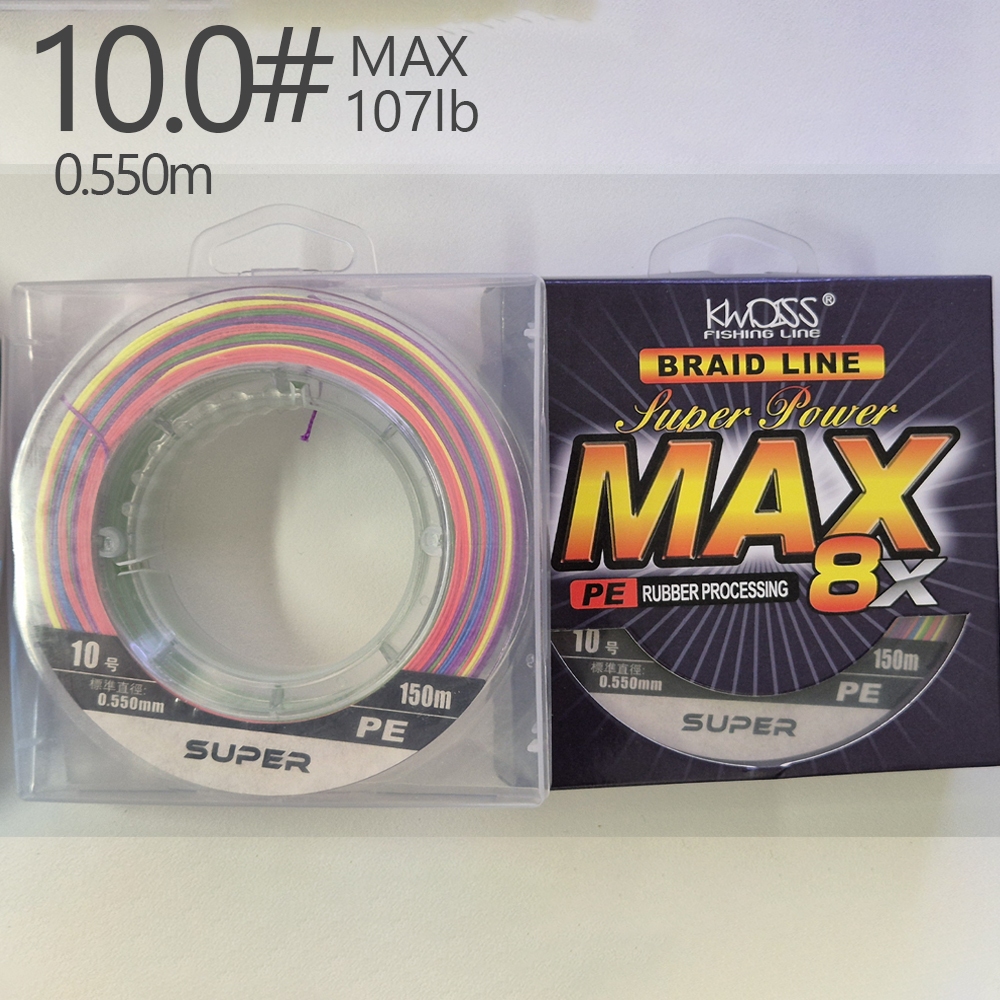 10.0#
MAX
107lb
0.550m
KWOSS®
FISHING LINE
BRAID LINE
Super Power
MAX
8X
PE RUBBER PROCESSING
10号
標準直徑:
0.550mm
150m
PE
SUPER
10号
標準直徑:
0.550mm
150m
PE
SUPER